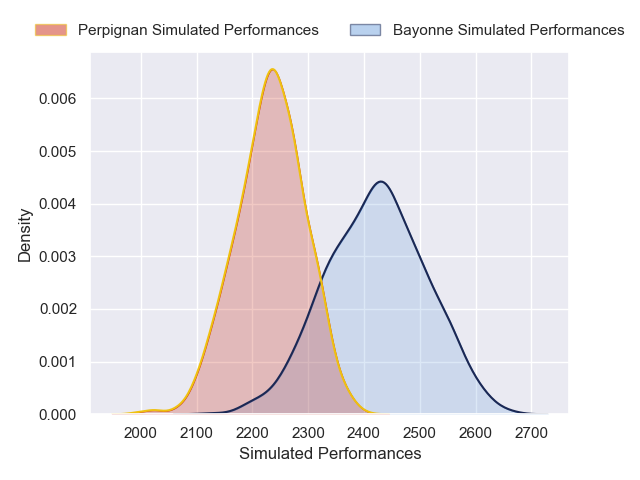 Perpignan Simulated Performances
Bayonne Simulated Performances
0.006
0.005
0.004
0.003
0.002
0.001
0.000
Density
2000 2100 2200 2300 2400 2500 2600 2700
Simulated Performances